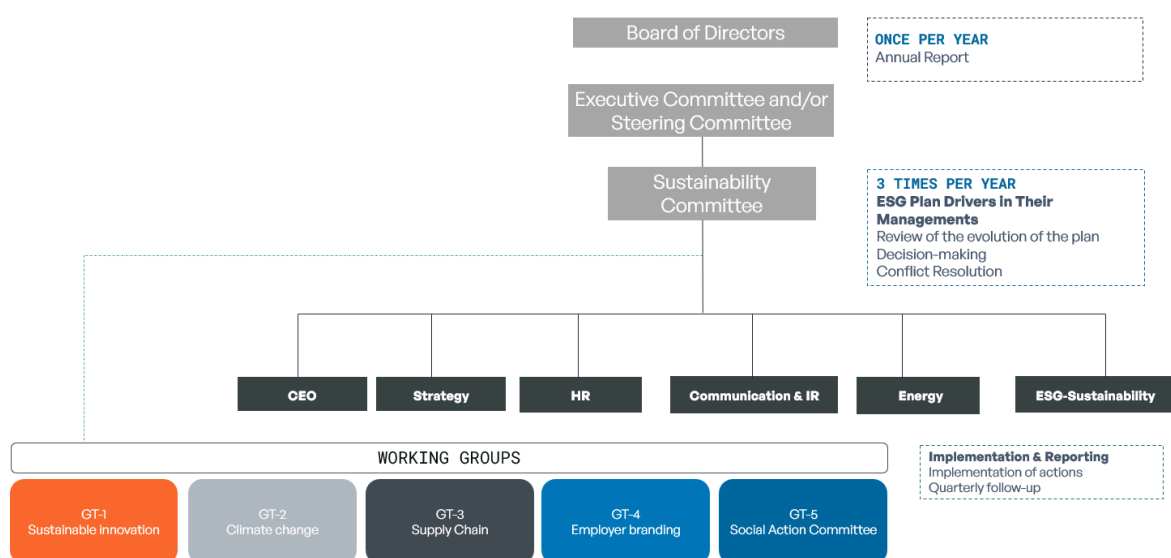 Board of Directors
ONCE PER YEAR
Annual Report
Executive Committee and/or
Steering Committee
Sustainability
Committee
3 TIMES PER YEAR
ESG Plan Drivers in Their
Managements
Review of the evolution of the plan
Decision-making
Conflict Resolution
CEO
Strategy
HR
Communication & IR
Energy
ESG-Sustainability
WORKING GROUPS
Implementation & Reporting
Implementation of actions
Quarterly follow-up
GT-1
Sustainable innovation
GT-2
Climate change
GT-3
Supply Chain
GT-4
Employer branding
GT-5
Social Action Committee